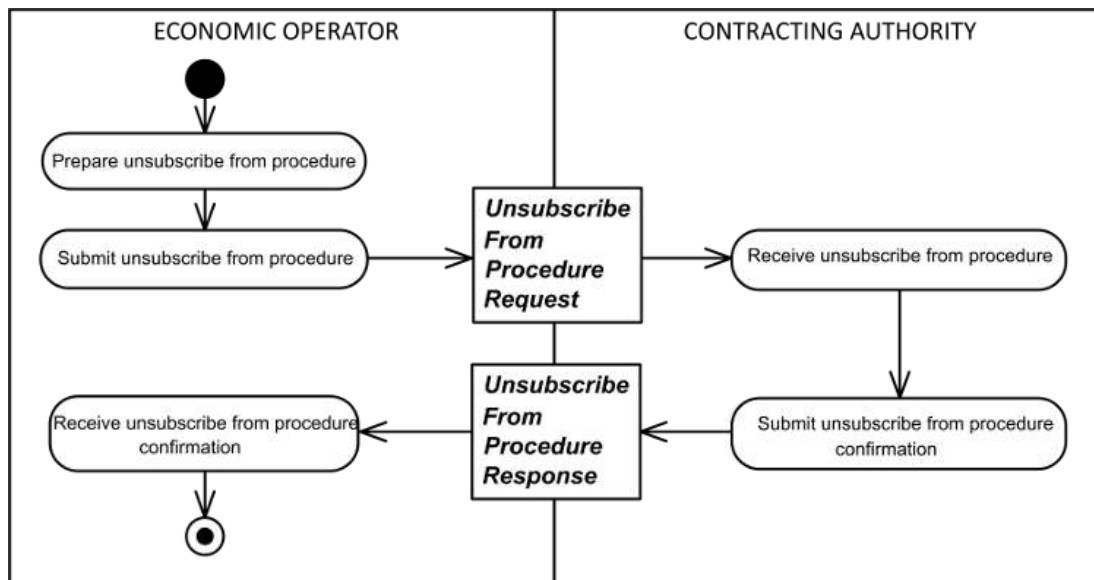 ECONOMIC OPERATOR
CONTRACTING AUTHORITY
Prepare unsubscribe from procedure
Submit unsubscribe from procedure
Unsubscribe
From
Procedure
Request
Receive unsubscribe from procedure
Receive unsubscribe from procedure
confirmation
Unsubscribe
From
Procedure
Response
Submit unsubscribe from procedure
confirmation